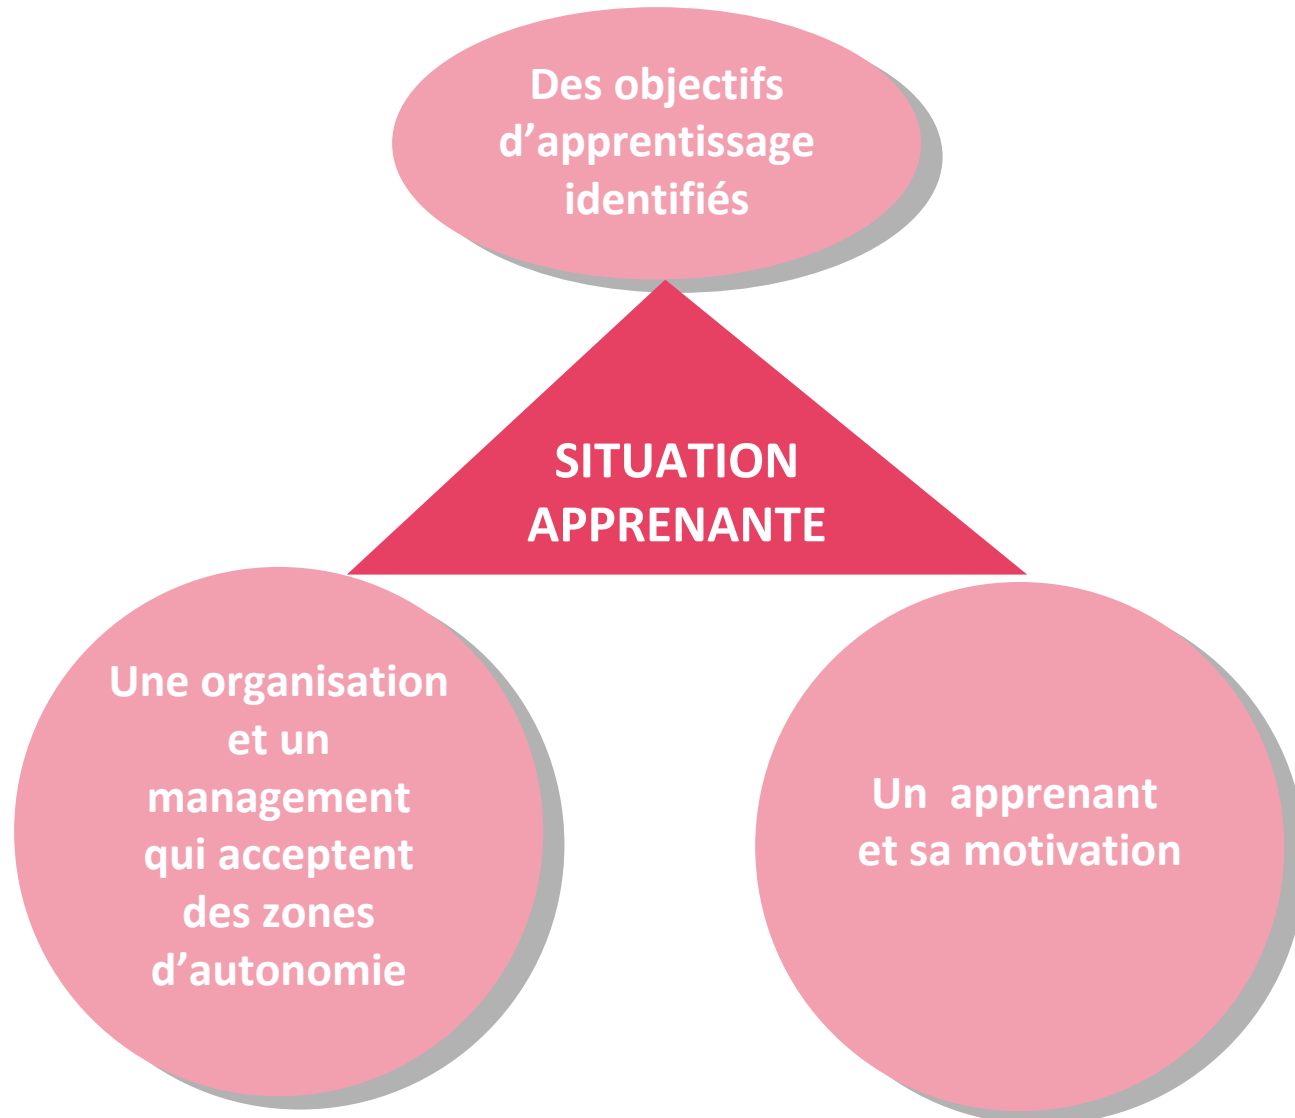 Des objectifs
d’apprentissage
identifiés
SITUATION
APPRENANTE
Une organisation
et un
management
qui acceptent
des zones
d’autonomie
Un apprenant
et sa motivation